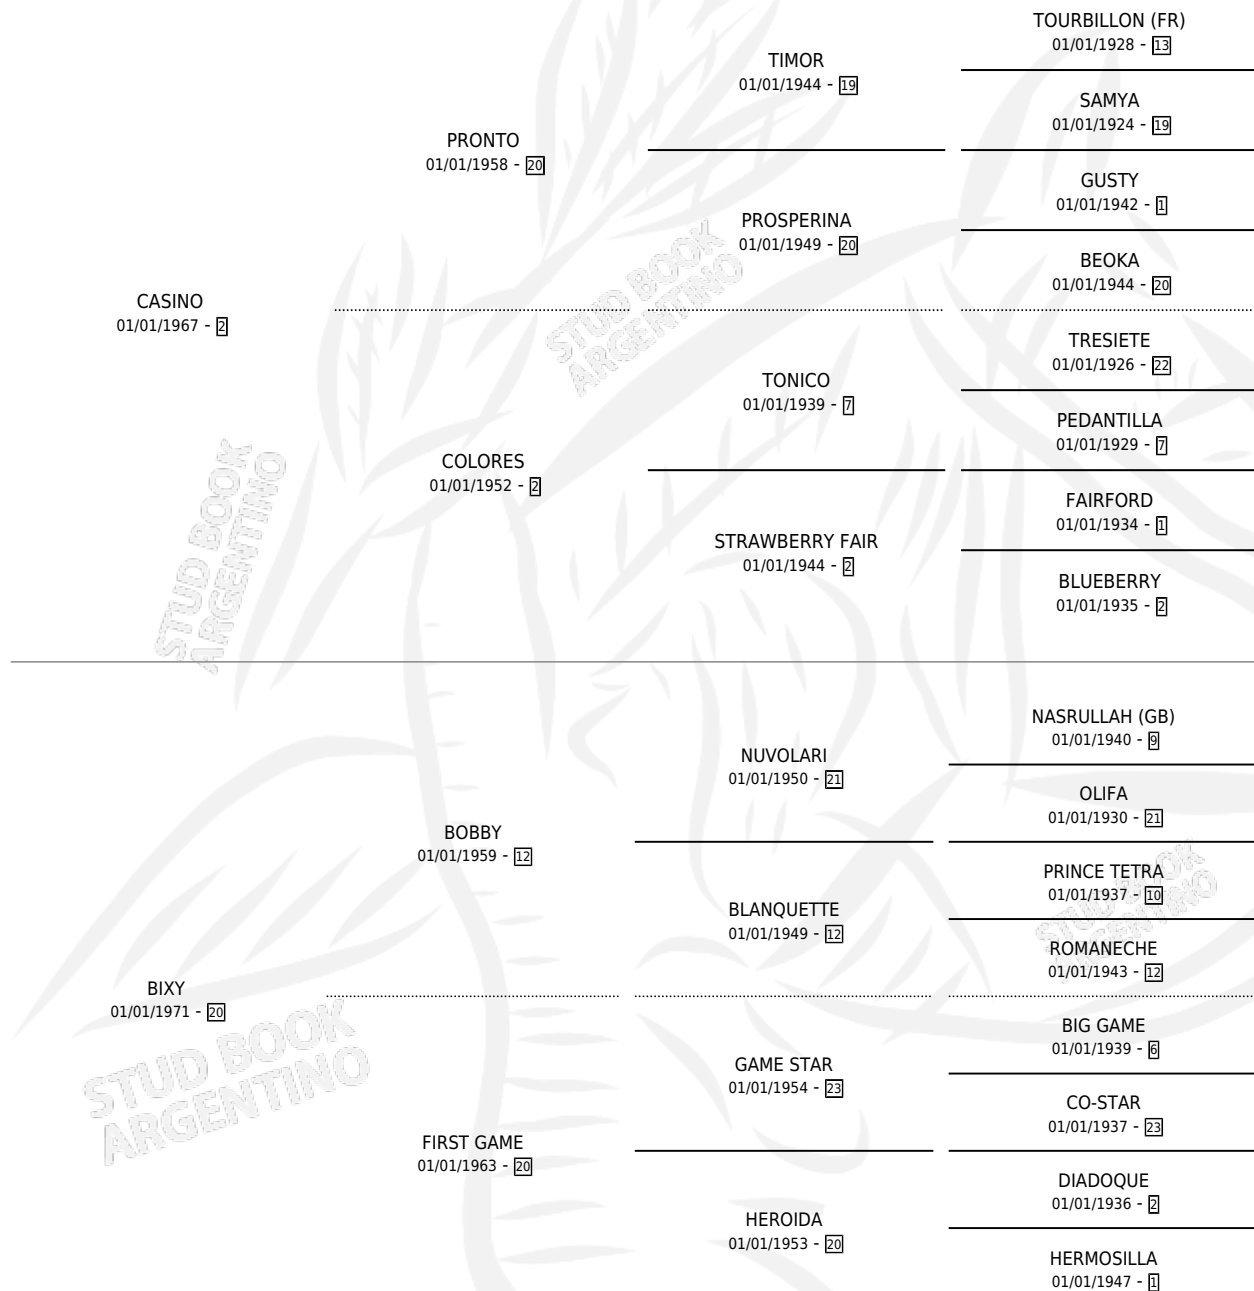 TOURBILLON (FR)
01/01/1928 - 13
TIMOR
01/01/1944 - 19
SAMYA
01/01/1924 - 19
PRONTO
01/01/1958 - 20
GUSTY
01/01/1942 - 1
PROSPERINA
01/01/1949 - 20
BEOKA
01/01/1944 - 20
CASINO
01/01/1967 - 2
STUD BOOK
ARGENTINO
TRESIETE
01/01/1926 - 22
TONICO
01/01/1939 - 7
PEDANTILLA
01/01/1929 - 7
COLORES
01/01/1952 - 2
FAIRFORD
01/01/1934 - 1
STRAWBERRY FAIR
01/01/1944 - 2
BLUEBERRY
01/01/1935 - 2
STUD BOOK
ARGENTINO
NASRULLAH (GB)
01/01/1940 - 9
NUVOLARI
01/01/1950 - 21
OLIFA
01/01/1930 - 21
BOBBY
01/01/1959 - 12
PRINCE TETRA
01/01/1937 - 10
BLANQUETTE
01/01/1949 - 12
ROMANECHE
01/01/1943 - 12
STUD BOOK
ARGENTINO
BIXY
01/01/1971 - 20
BIG GAME
01/01/1939 - 6
GAME STAR
01/01/1954 - 23
CO-STAR
01/01/1937 - 23
STUD BOOK
ARGENTINO
FIRST GAME
01/01/1963 - 20
DIADOQUE
01/01/1936 - 2
HEROIDA
01/01/1953 - 20
HERMOSILLA
01/01/1947 - 1